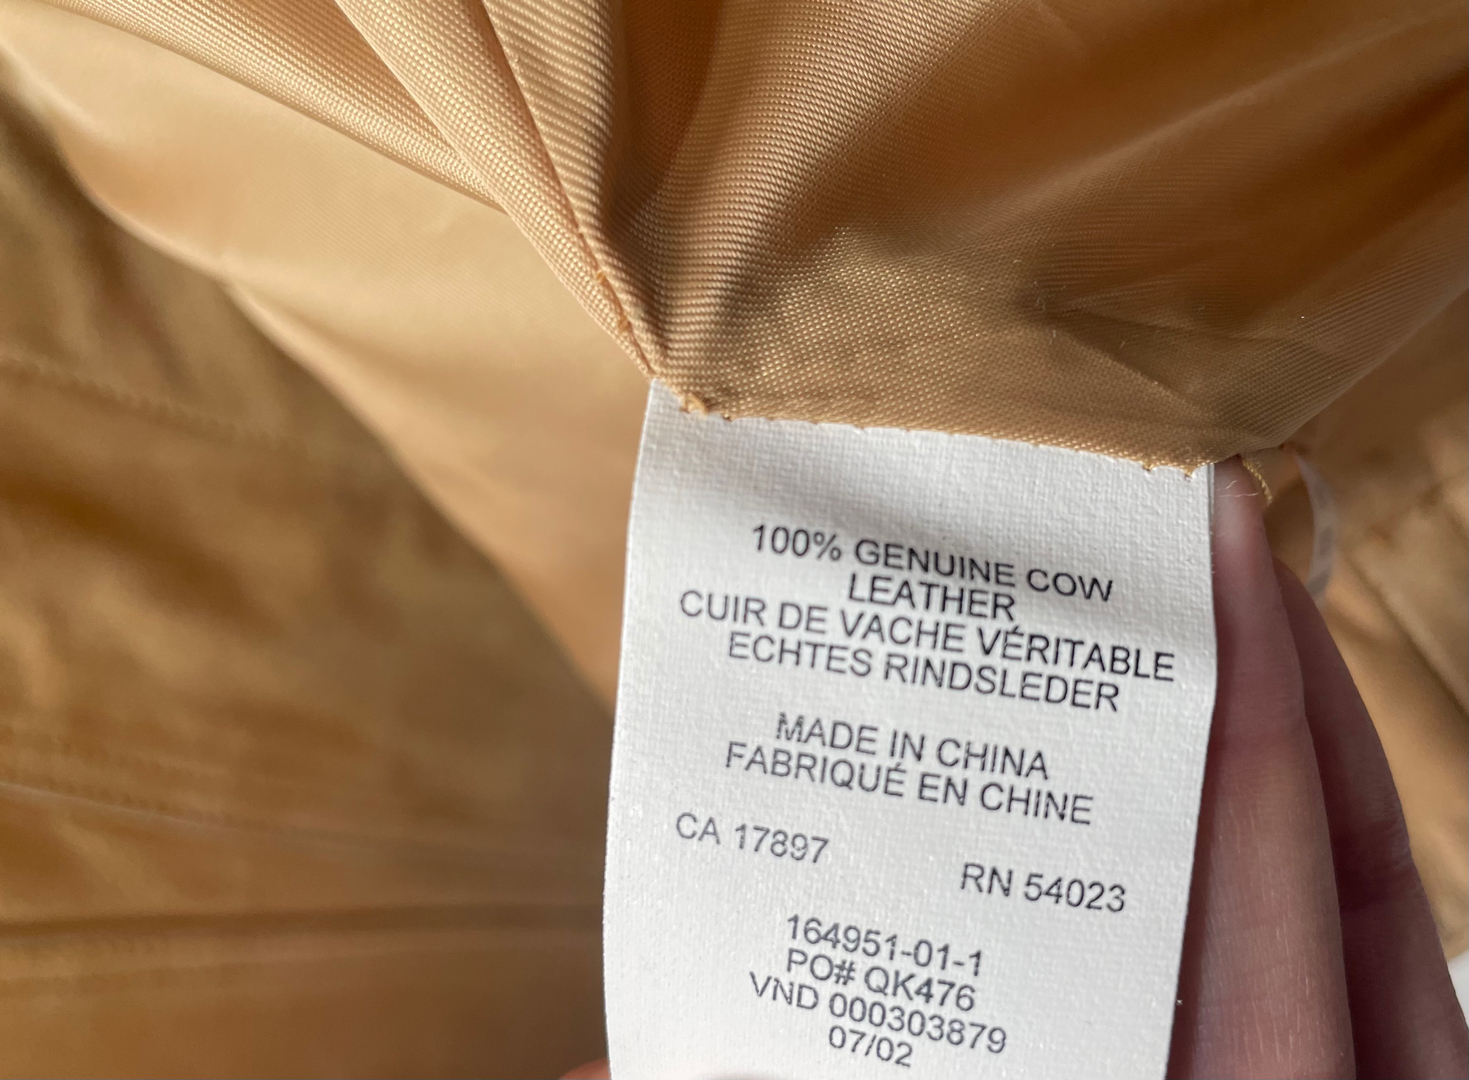 100% GENUINE COW
LEATHER
CUIR DE VACHE VÉRITABLE
ECHTES RINDSLEDER
MADE IN CHINA
FABRIQUÉ EN CHINE
CA 17897
RN 54023
164951-01-1
PO# QK476
VND 000303879
07/02